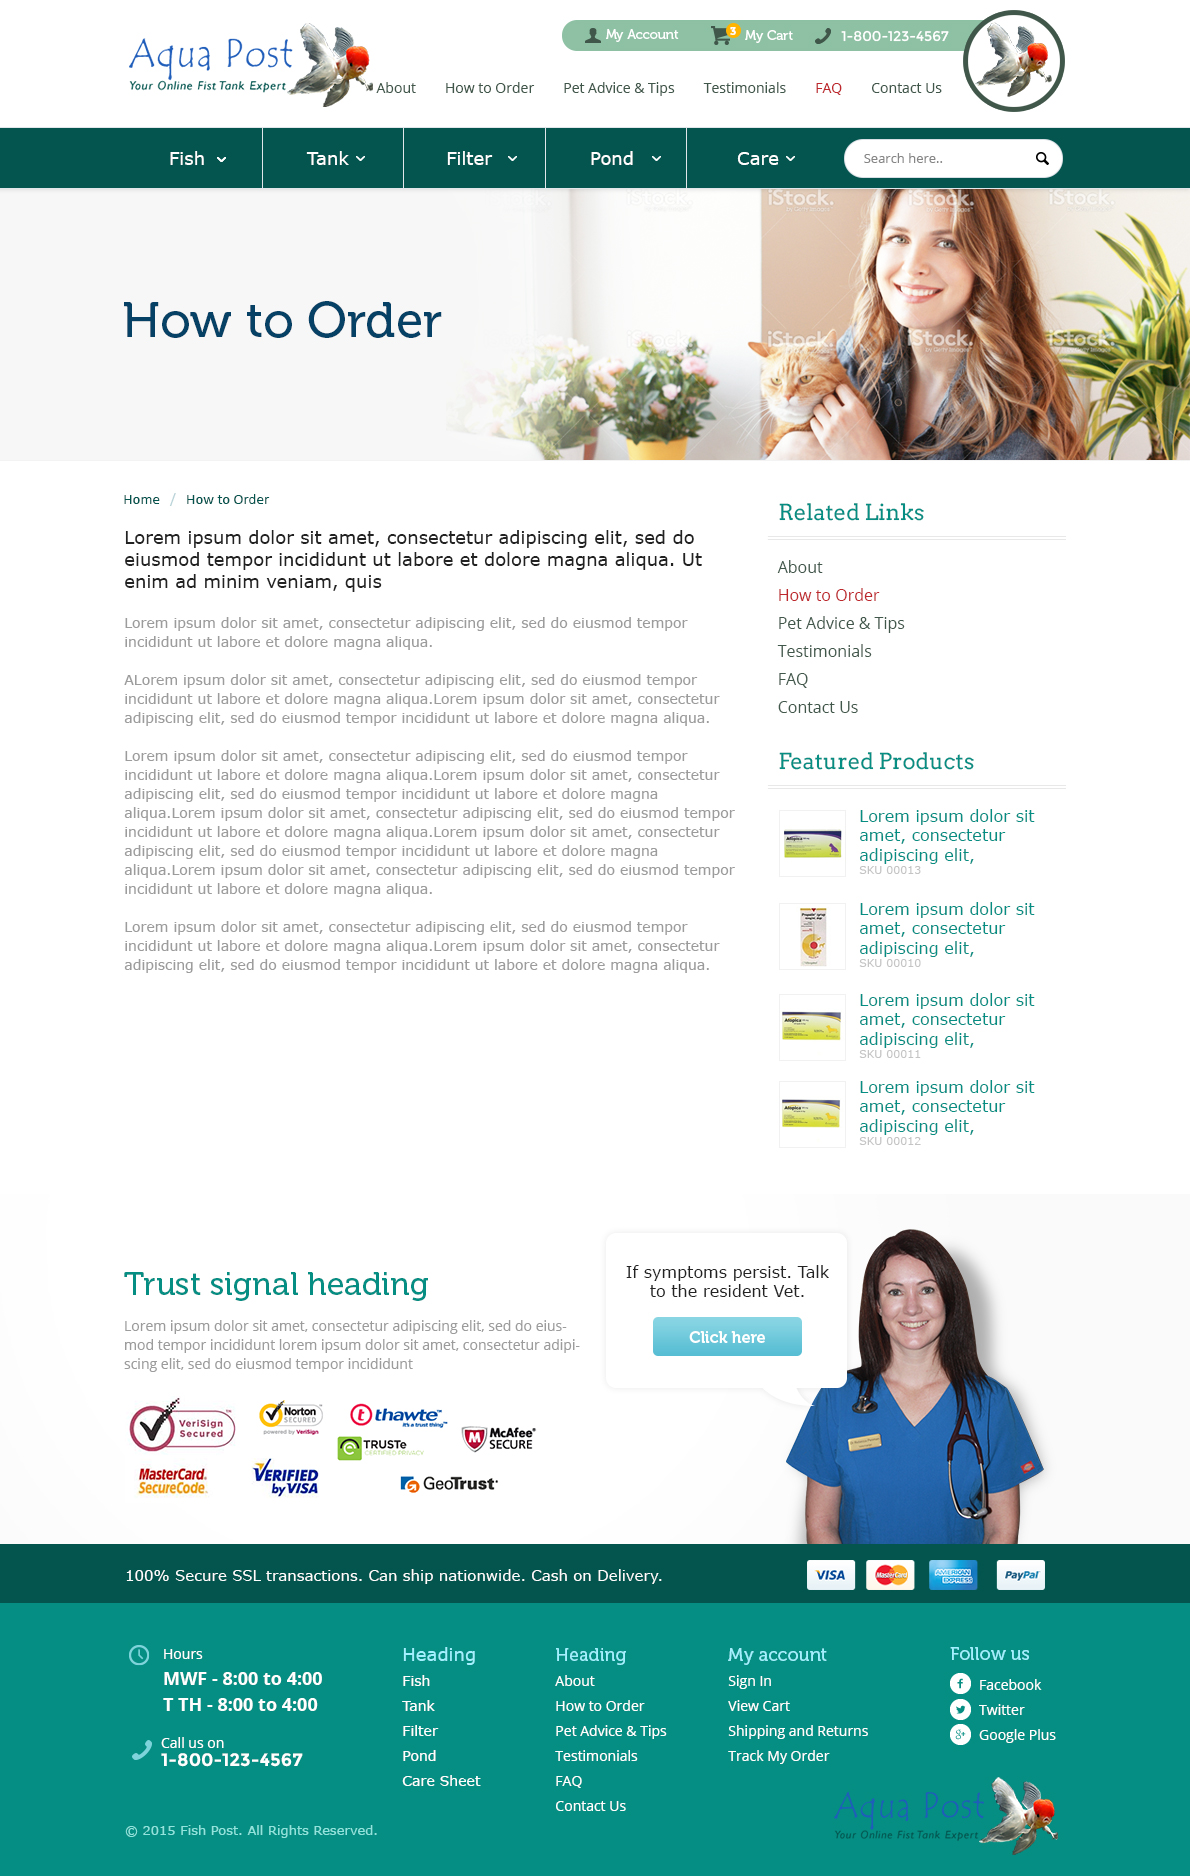 Aqua Post
Your Online Fist Tank Expert
My Account
3
My Cart
1-800-123-4567
About
How to Order
Pet Advice & Tips
Testimonials
FAQ
Contact Us
Fish
Tank
Filter
Pond
Care
Search here..
iStock.
by Getty Images
How to Order
Home / How to Order
Lorem ipsum dolor sit amet, consectetur adipiscing elit, sed do
eiusmod tempor incididunt ut labore et dolore magna aliqua. Ut
enim ad minim veniam, quis
Lorem ipsum dolor sit amet, consectetur adipiscing elit, sed do eiusmod tempor
incididunt ut labore et dolore magna aliqua.
ALorem ipsum dolor sit amet, consectetur adipiscing elit, sed do eiusmod tempor
incididunt ut labore et dolore magna aliqua.Lorem ipsum dolor sit amet, consectetur
adipiscing elit, sed do eiusmod tempor incididunt ut labore et dolore magna aliqua.
Lorem ipsum dolor sit amet, consectetur adipiscing elit, sed do eiusmod tempor
incididunt ut labore et dolore magna aliqua.Lorem ipsum dolor sit amet, consectetur
adipiscing elit, sed do eiusmod tempor incididunt ut labore et dolore magna
aliqua.Lorem ipsum dolor sit amet, consectetur adipiscing elit, sed do eiusmod tempor
incididunt ut labore et dolore magna aliqua.Lorem ipsum dolor sit amet, consectetur
adipiscing elit, sed do eiusmod tempor incididunt ut labore et dolore magna
aliqua.Lorem ipsum dolor sit amet, consectetur adipiscing elit, sed do eiusmod tempor
incididunt ut labore et dolore magna aliqua.
Lorem ipsum dolor sit amet, consectetur adipiscing elit, sed do eiusmod tempor
incididunt ut labore et dolore magna aliqua.Lorem ipsum dolor sit amet, consectetur
adipiscing elit, sed do eiusmod tempor incididunt ut labore et dolore magna aliqua.
Related Links
About
How to Order
Pet Advice & Tips
Testimonials
FAQ
Contact Us
Featured Products
Atopica
Lorem ipsum dolor sit
amet, consectetur
adipiscing elit,
SKU 00013
Propalin syrup
Lorem ipsum dolor sit
amet, consectetur
adipiscing elit,
SKU 00010
Atopica
Lorem ipsum dolor sit
amet, consectetur
adipiscing elit,
SKU 00011
Atopica
Lorem ipsum dolor sit
amet, consectetur
adipiscing elit,
SKU 00012
Trust signal heading
Lorem ipsum dolor sit amet, consectetur adipiscing elit, sed do eius-
mod tempor incididunt lorem ipsum dolor sit amet, consectetur adipi-
scing elit, sed do eiusmod tempor incididunt
VeriSign
Secured
Norton
SECURED
powered by VeriSign
thawte
it's a trust thing
TRUSTe
CERTIFIED PRIVACY
McAfee
SECURE
MasterCard.
SecureCode.
VERIFIED
by VISA
GeoTrust
If symptoms persist. Talk
to the resident Vet.
Click here
100% Secure SSL transactions. Can ship nationwide. Cash on Delivery.
VISA
MasterCard
AMERICAN
EXPRESS
PayPal
Hours
MWF - 8:00 to 4:00
T TH - 8:00 to 4:00
Call us on
1-800-123-4567
Heading
Fish
Tank
Filter
Pond
Care Sheet
Heading
About
How to Order
Pet Advice & Tips
Testimonials
FAQ
Contact Us
My account
Sign In
View Cart
Shipping and Returns
Track My Order
Follow us
Facebook
Twitter
Google Plus
Aqua Post
Your Online Fist Tank Expert
© 2015 Fish Post. All Rights Reserved.